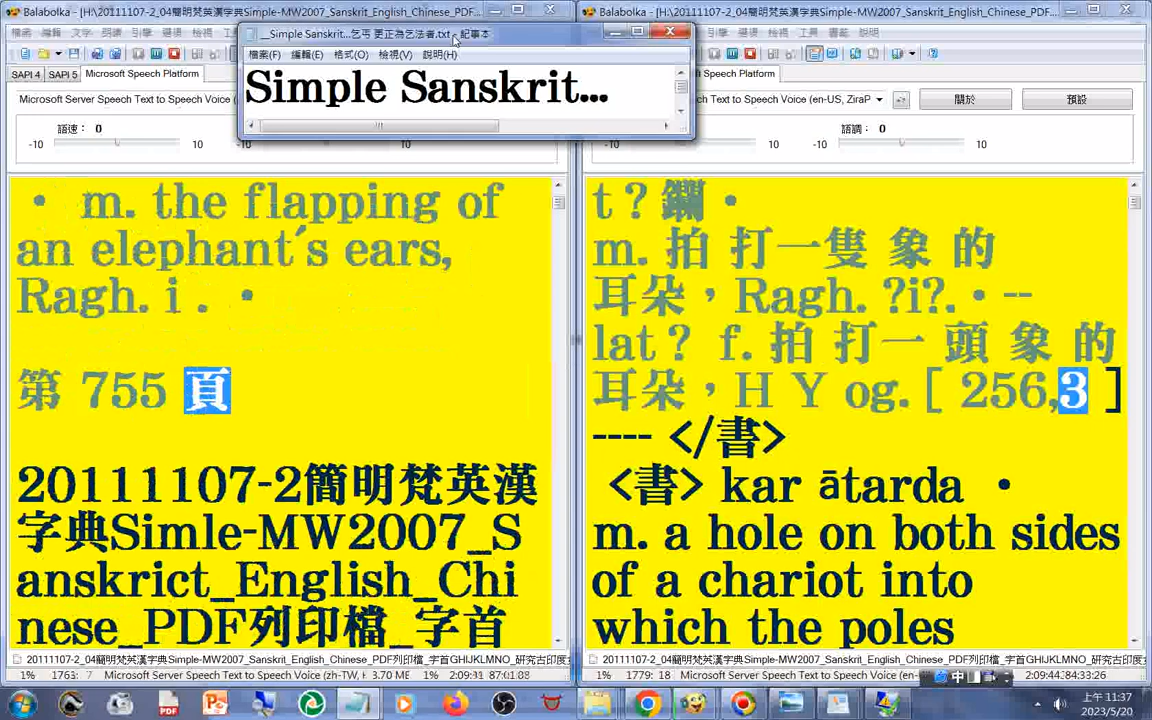 Balabolka - [H:\20111107-2_04簡明梵英漢字典Simple-MW2007_Sanskrit_English_Chinese_PDF...
檔案 編輯 文字
SAPI 4 SAPI 5 Microsoft Speech Platform
Microsoft Server Speech Text to Speech Voice (
語速： 0
-10 10
-10 10
• m. the flapping of
an elephant´s ears,
Ragh. i . •
第 755 頁
20111107-2簡明梵英漢
字典Simle-MW2007_S
anskrict_English_Chi
nese_PDF列印檔_字首
20111107-2_04簡明梵英漢字典Simple-MW2007_Sanskrit_English_Chinese_PDF列印檔_字首GHIJKLMNO_研究古印度
1% 1763: 7 Microsoft Server Speech Text to Speech Voice (zh-TW, H 3.70 MB 1% 2:09:31 87:01:08
__Simple Sanskrit...乞丐 更正為乞法者.txt - 記事本
檔案(F) 編輯(E) 格式(O) 檢視(V) 說明(H)
Simple Sanskrit...
Balabolka - [H:\20111107-2_04簡明梵英漢字典Simple-MW2007_Sanskrit_English_Chinese_PDF...
Speech Platform
Text to Speech Voice (en-US, ZiraP
關於 預設
語調： 0
-10 10
t ? 鑭 •
m. 拍 打一隻 象 的
耳朵，Ragh. ?i?. • --
lat ? f. 拍 打一 頭 象 的
耳朵，H Y og. [ 256,3 ]
---- </書>
<書> kar ātarda •
m. a hole on both sides
of a chariot into
which the poles
20111107-2_04簡明梵英漢字典Simple-MW2007_Sanskrit_English_Chinese_PDF列印檔_字首GHIJKLMNO_研究古印度
1% 1779: 18 Microsoft Server Speech Text to Speech Voice 2:09:44
中
上午 11:37
2023/5/20